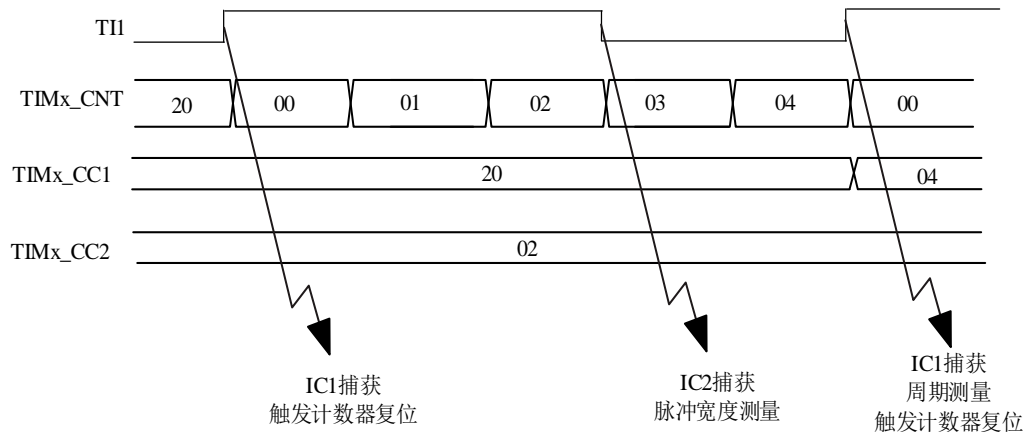 TI1
TIMx_CNT 20 00 01 02 03 04 00
TIMx_CC1 20 04
TIMx_CC2 02
IC1捕获
触发计数器复位
IC2捕获
脉冲宽度测量
IC1捕获
周期测量
触发计数器复位